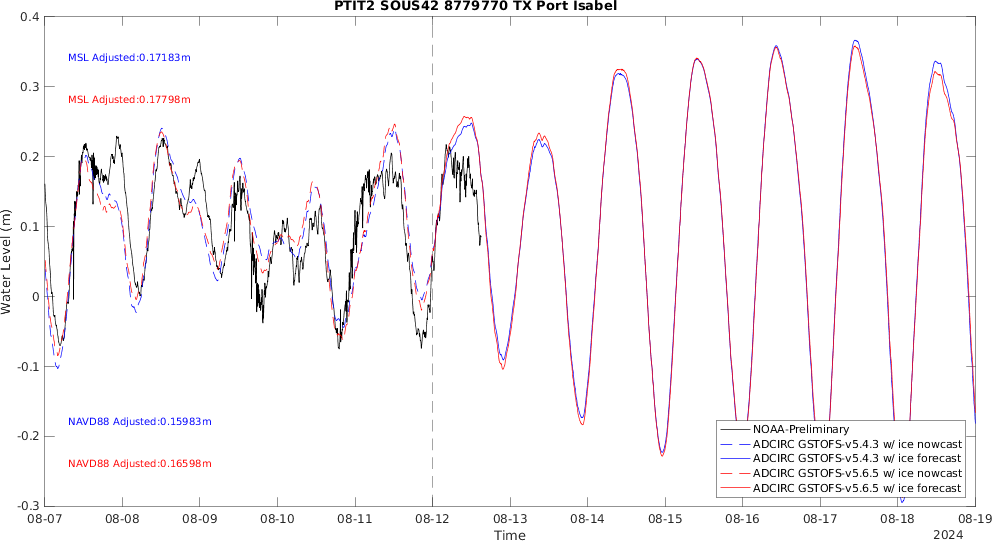 PTIT2 SOUS42 8779770 TX Port Isabel
0.4
0.3
0.2
0.1
0
-0.1
-0.2
-0.3
Water Level (m)
MSL Adjusted:0.17183m
MSL Adjusted:0.17798m
NAVD88 Adjusted:0.15983m
NAVD88 Adjusted:0.16598m
NOAA-Preliminary
ADCIRC GSTOFS-v5.4.3 w/ ice nowcast
ADCIRC GSTOFS-v5.4.3 w/ ice forecast
ADCIRC GSTOFS-v5.6.5 w/ ice nowcast
ADCIRC GSTOFS-v5.6.5 w/ ice forecast
08-07 08-08 08-09 08-10 08-11 08-12 08-13 08-14 08-15 08-16 08-17 08-18 08-19
Time
2024